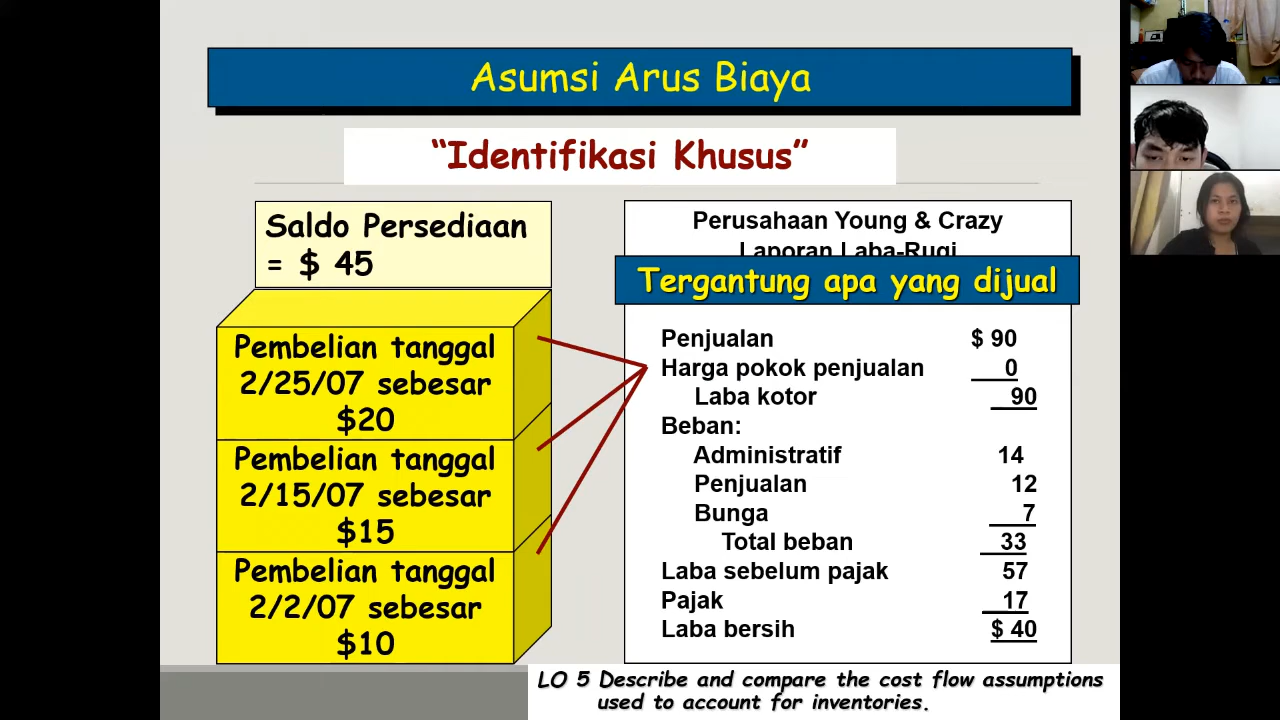 Asumsi Arus Biaya
“Identifikasi Khusus”
Saldo Persediaan
= $ 45
Pembelian tanggal
2/25/07 sebesar
$20
Pembelian tanggal
2/15/07 sebesar
$15
Pembelian tanggal
2/2/07 sebesar
$10
Perusahaan Young & Crazy
Laporan Laba-Rugi
Tergantung apa yang dijual
Penjualan $ 90
Harga pokok penjualan 0
Laba kotor 90
Beban:
Administratif 14
Penjualan 12
Bunga 7
Total beban 33
Laba sebelum pajak 57
Pajak 17
Laba bersih $ 40
LO 5 Describe and compare the cost flow assumptions
used to account for inventories.